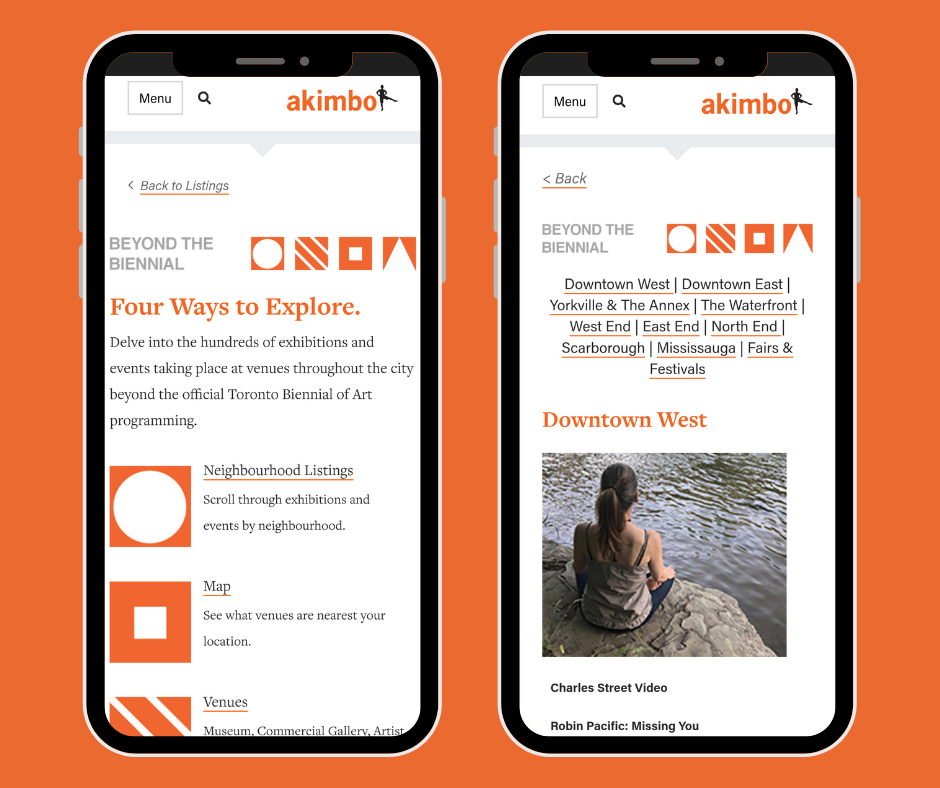 Menu
akimbo
< Back to Listings
BEYOND THE
BIENNIAL
Four Ways to Explore.
Delve into the hundreds of exhibitions and
events taking place at venues throughout the city
beyond the official Toronto Biennial of Art
programming.
Neighbourhood Listings
Scroll through exhibitions and
events by neighbourhood.
Map
See what venues are nearest your
location.
Venues
Museum, Commercial Gallery, Artist
Menu
akimbo
< Back
BEYOND THE
BIENNIAL
Downtown West | Downtown East |
Yorkville & The Annex | The Waterfront |
West End | East End | North End |
Scarborough | Mississauga | Fairs &
Festivals
Downtown West
Charles Street Video
Robin Pacific: Missing You